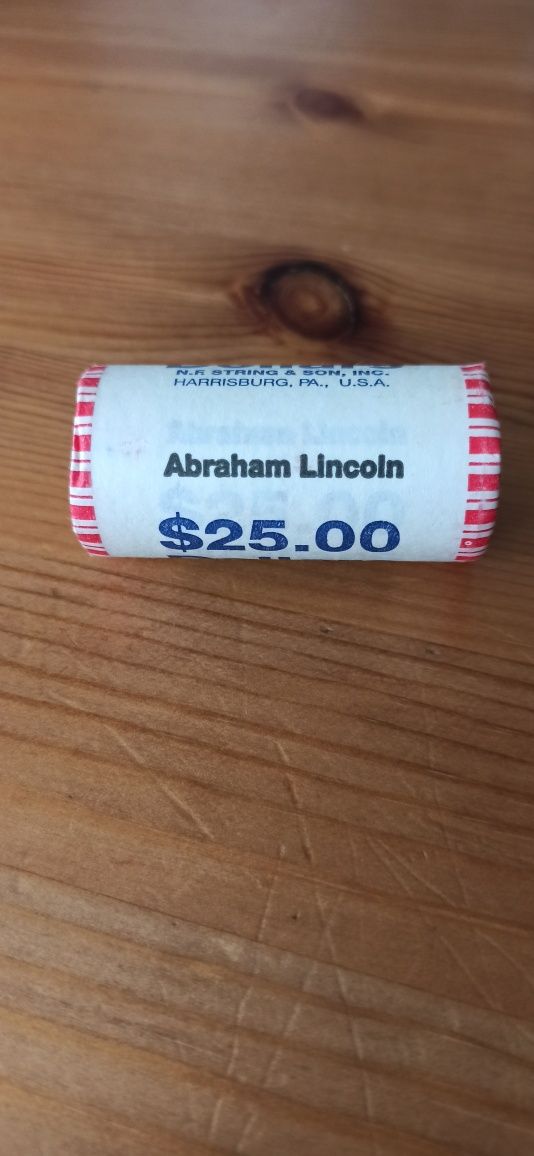 N.F. STRING & SON, INC.
HARRISBURG, PA., U.S.A.
Abraham Lincoln
$25.00